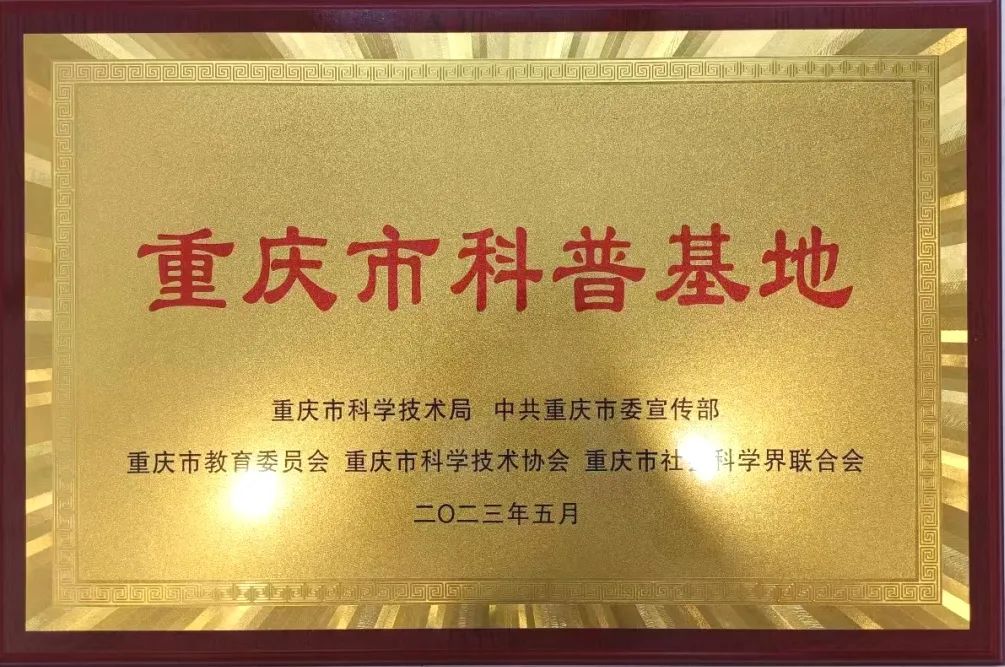 重庆市科普基地
重庆市科学技术局 中共重庆市委宣传部
重庆市教育委员会 重庆市科学技术协会 重庆市社会科学界联合会
二〇二三年五月